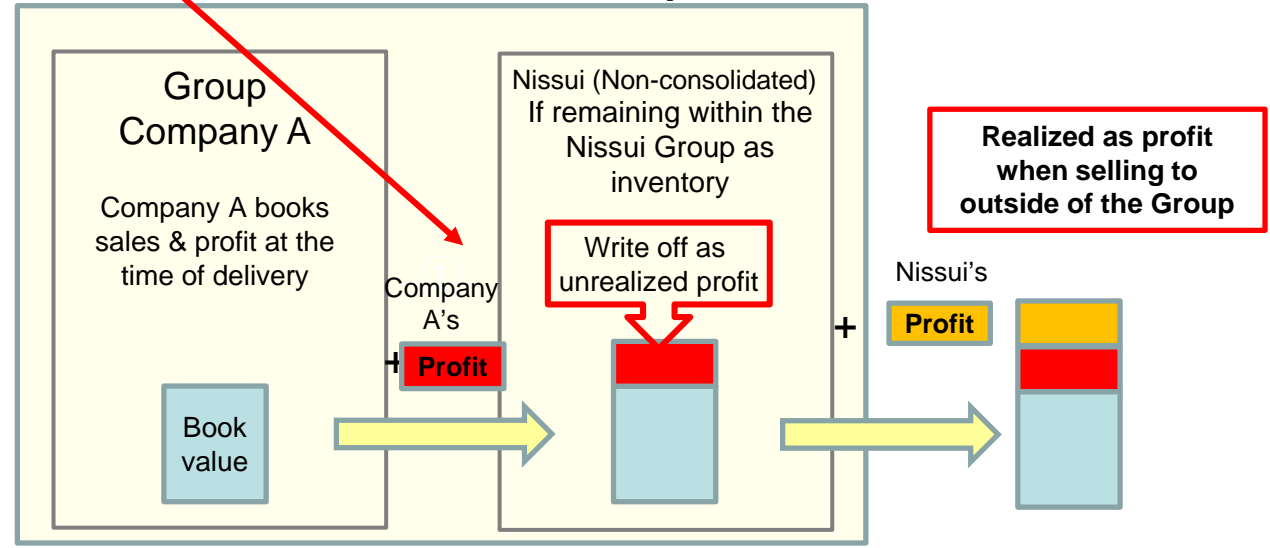 Group
Company A
Company A books
sales & profit at the
time of delivery
Book
value
Company
A's
+
Profit
Nissui (Non-consolidated)
If remaining within the
Nissui Group as
inventory
Write off as
unrealized profit
+
Nissui's
Profit
Realized as profit
when selling to
outside of the Group